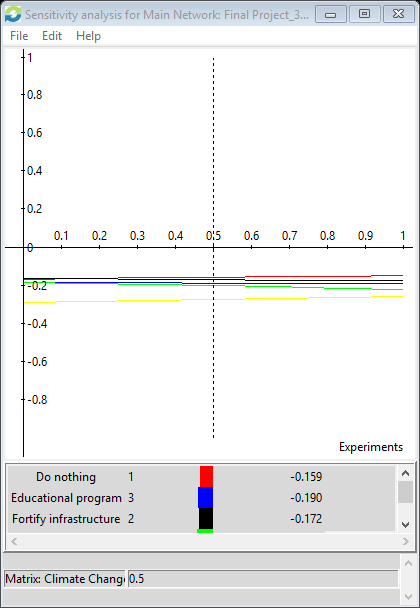 Sensitivity analysis for Main Network: Final Project_3...
File Edit Help
1
0.8
0.6
0.4
0.2
0.1 0.2 0.3 0.4 0.5 0.6 0.7 0.8 0.9 1
0
-0.2
-0.4
-0.6
-0.8
Experiments
Do nothing 1 -0.159
Educational program 3 -0.190
Fortify infrastructure 2 -0.172
Matrix: Climate Change 0.5